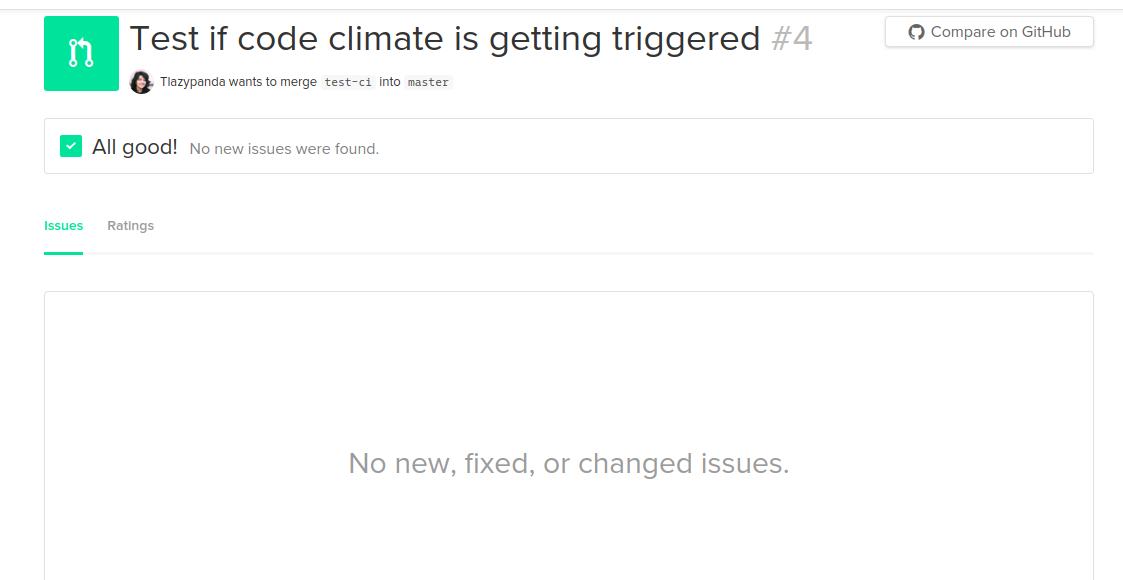 Test if code climate is getting triggered #4
Compare on GitHub
Tlazypanda wants to merge test-ci into master
All good! No new issues were found.
Issues Ratings
No new, fixed, or changed issues.